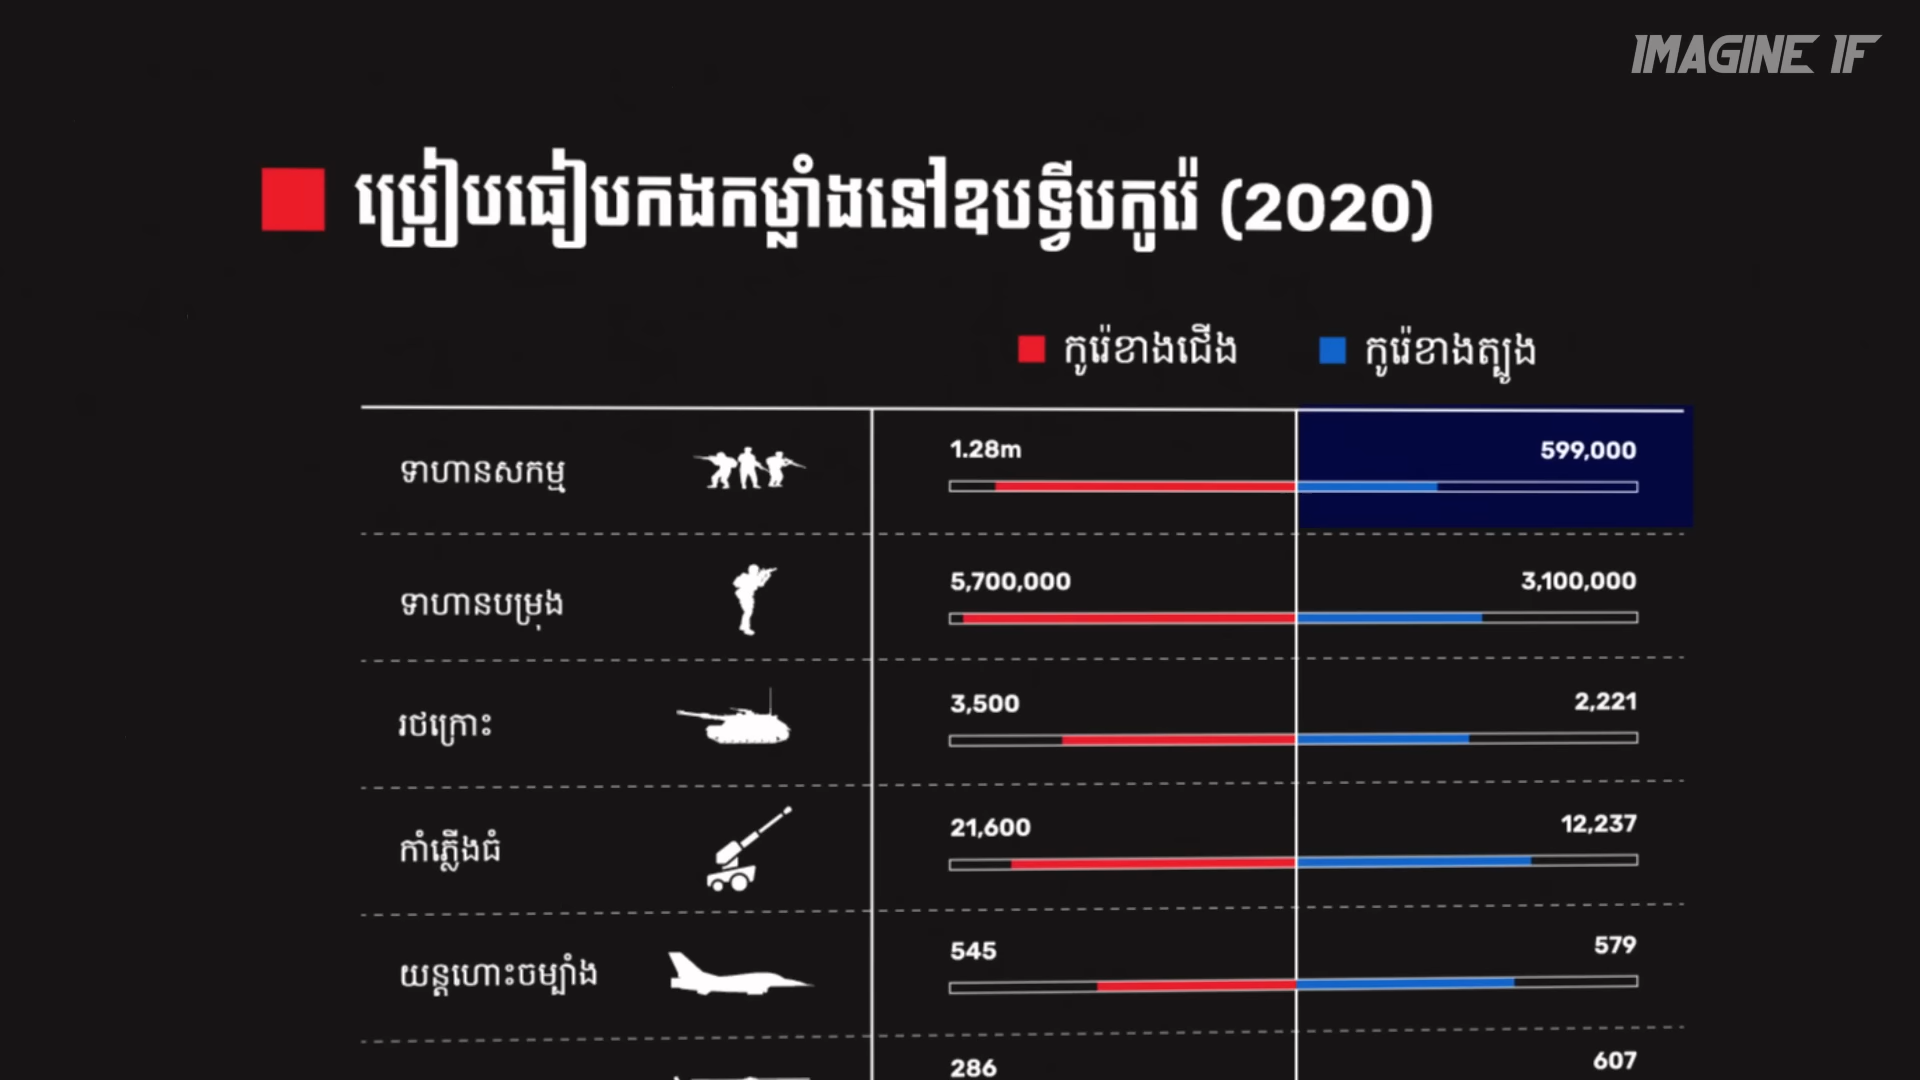 IMAGINE IF
ប្រៀបធៀបកងកម្លាំងនៅឧបទ្វីបកូរ៉េ (2020)
កូរ៉េខាងជើង កូរ៉េខាងត្បូង
ទាហានសកម្ម 1.28m 599,000
ទាហានបម្រុង 5,700,000 3,100,000
រថក្រោះ 3,500 2,221
កាំភ្លើងធំ 21,600 12,237
យន្តហោះចម្បាំង 545 579
286 607